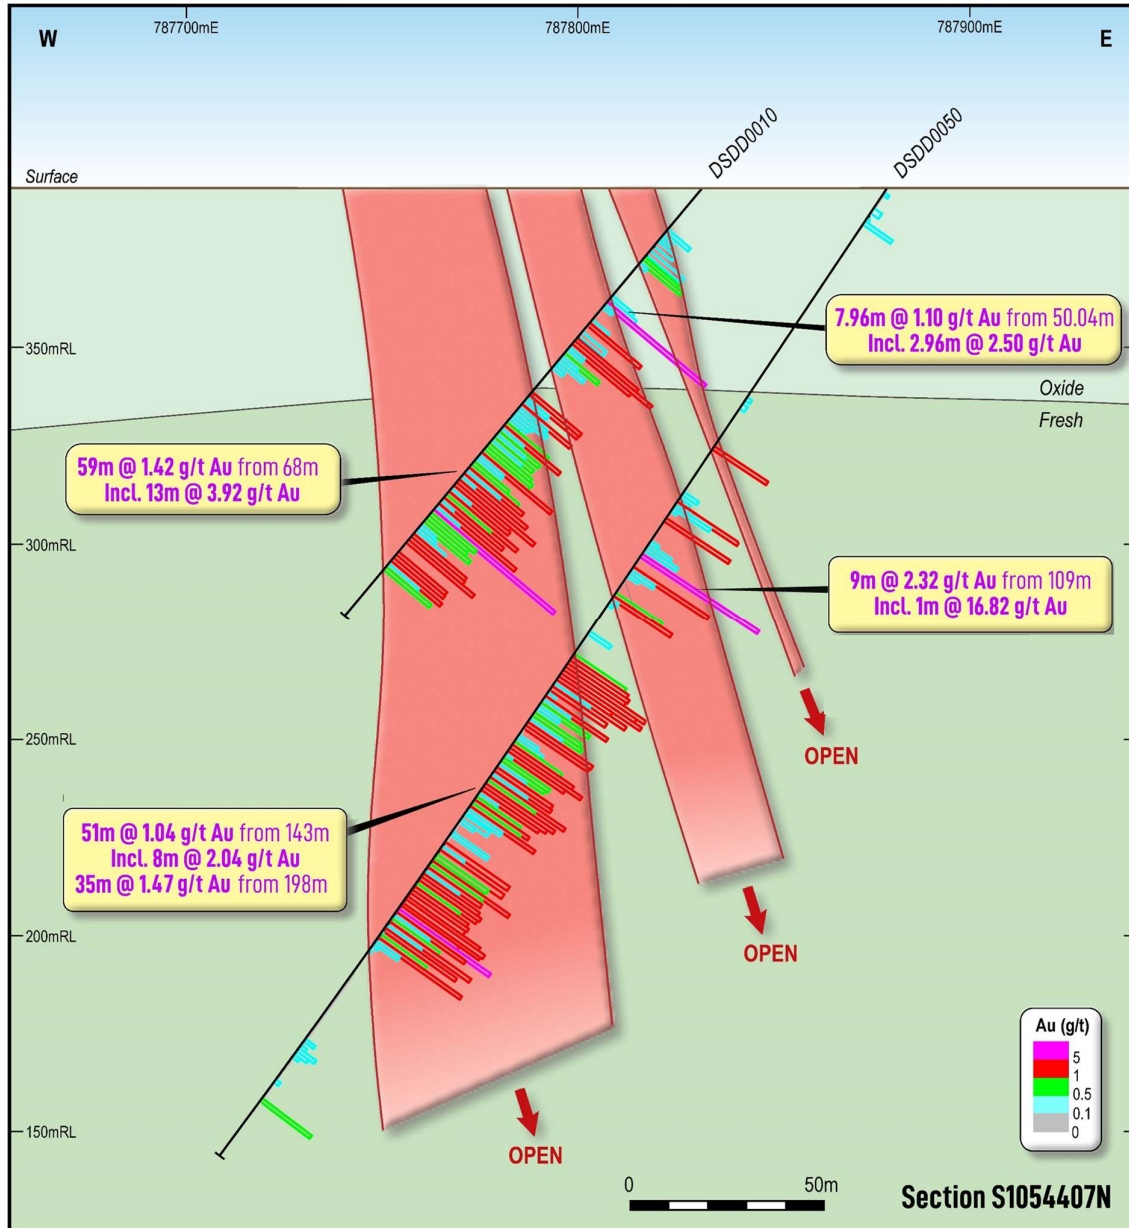 787700mE
787800mE
787900mE
W
E
DSDD0010
DSDD0050
Surface
7.96m @ 1.10 g/t Au from 50.04m
Incl. 2.96m @ 2.50 g/t Au
350mRL
Oxide
Fresh
59m @ 1.42 g/t Au from 68m
Incl. 13m @ 3.92 g/t Au
300mRL
9m @ 2.32 g/t Au from 109m
Incl. 1m @ 16.82 g/t Au
250mRL
OPEN
51m @ 1.04 g/t Au from 143m
Incl. 8m @ 2.04 g/t Au
35m @ 1.47 g/t Au from 198m
200mRL
OPEN
Au (g/t)
5
1
0.5
0.1
0
150mRL
OPEN
0
50m
Section S1054407N